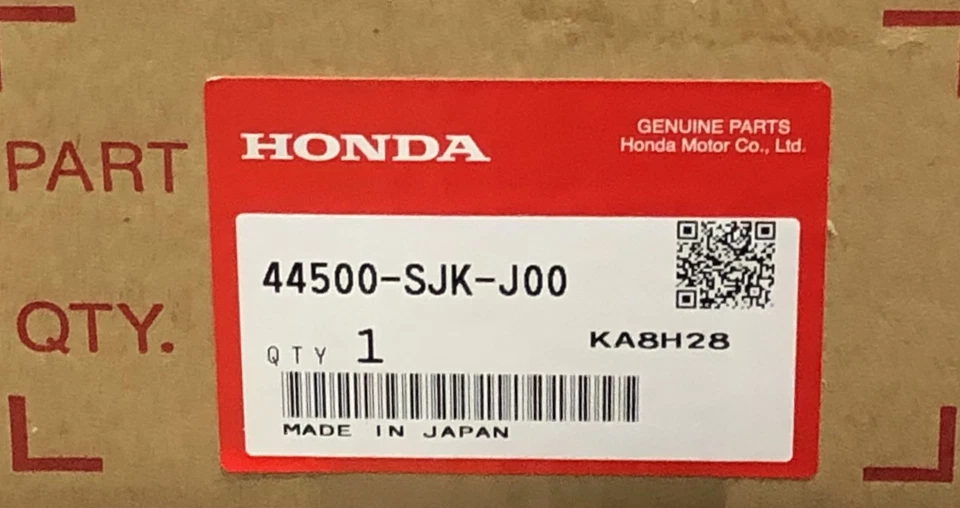 PART
QTY.
HONDA
GENUINE PARTS
Honda Motor Co., Ltd.
44500-SJK-J00
QTY 1
KA8H28
MADE IN JAPAN